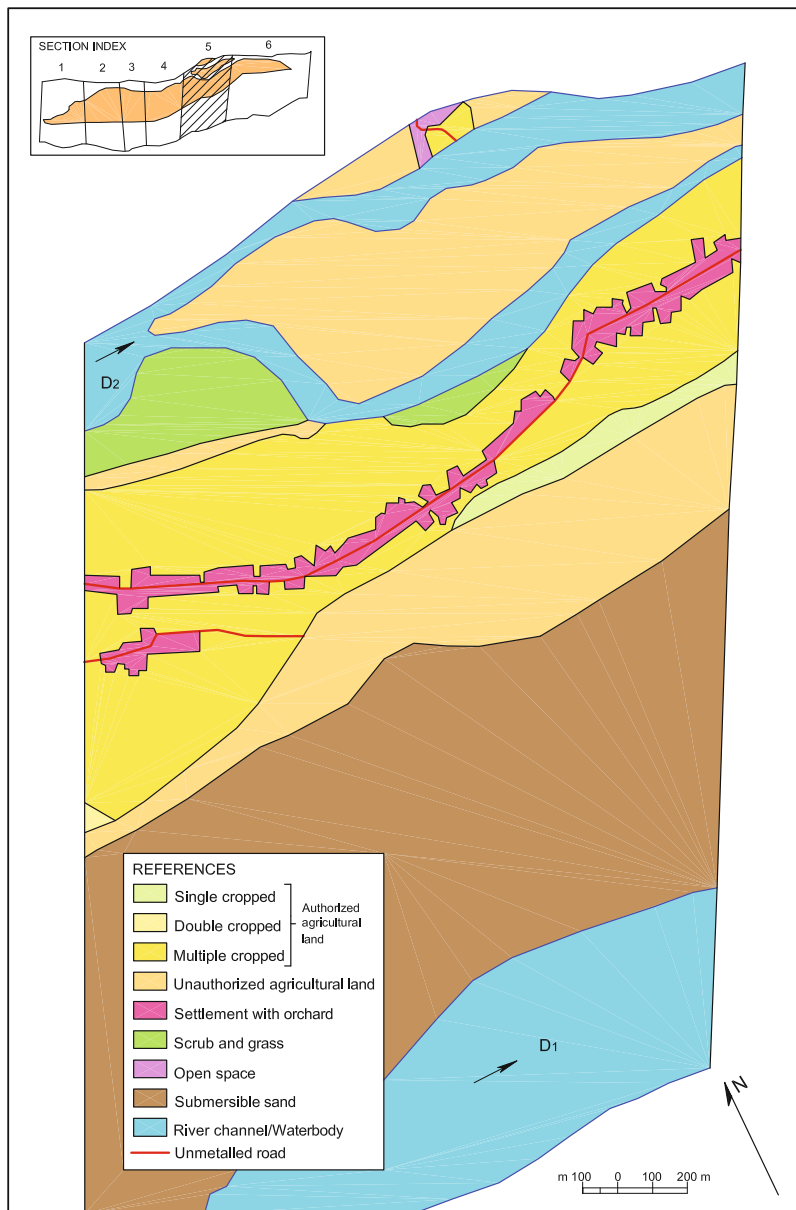 SECTION INDEX
1 2 3 4 5 6
D2
REFERENCES
Single cropped
Double cropped
Multiple cropped
Authorized
agricultural
land
Unauthorized agricultural land
Settlement with orchard
Scrub and grass
Open space
Submersible sand
River channel/Waterbody
Unmetalled road
D1
N
m 100 0 100 200 m